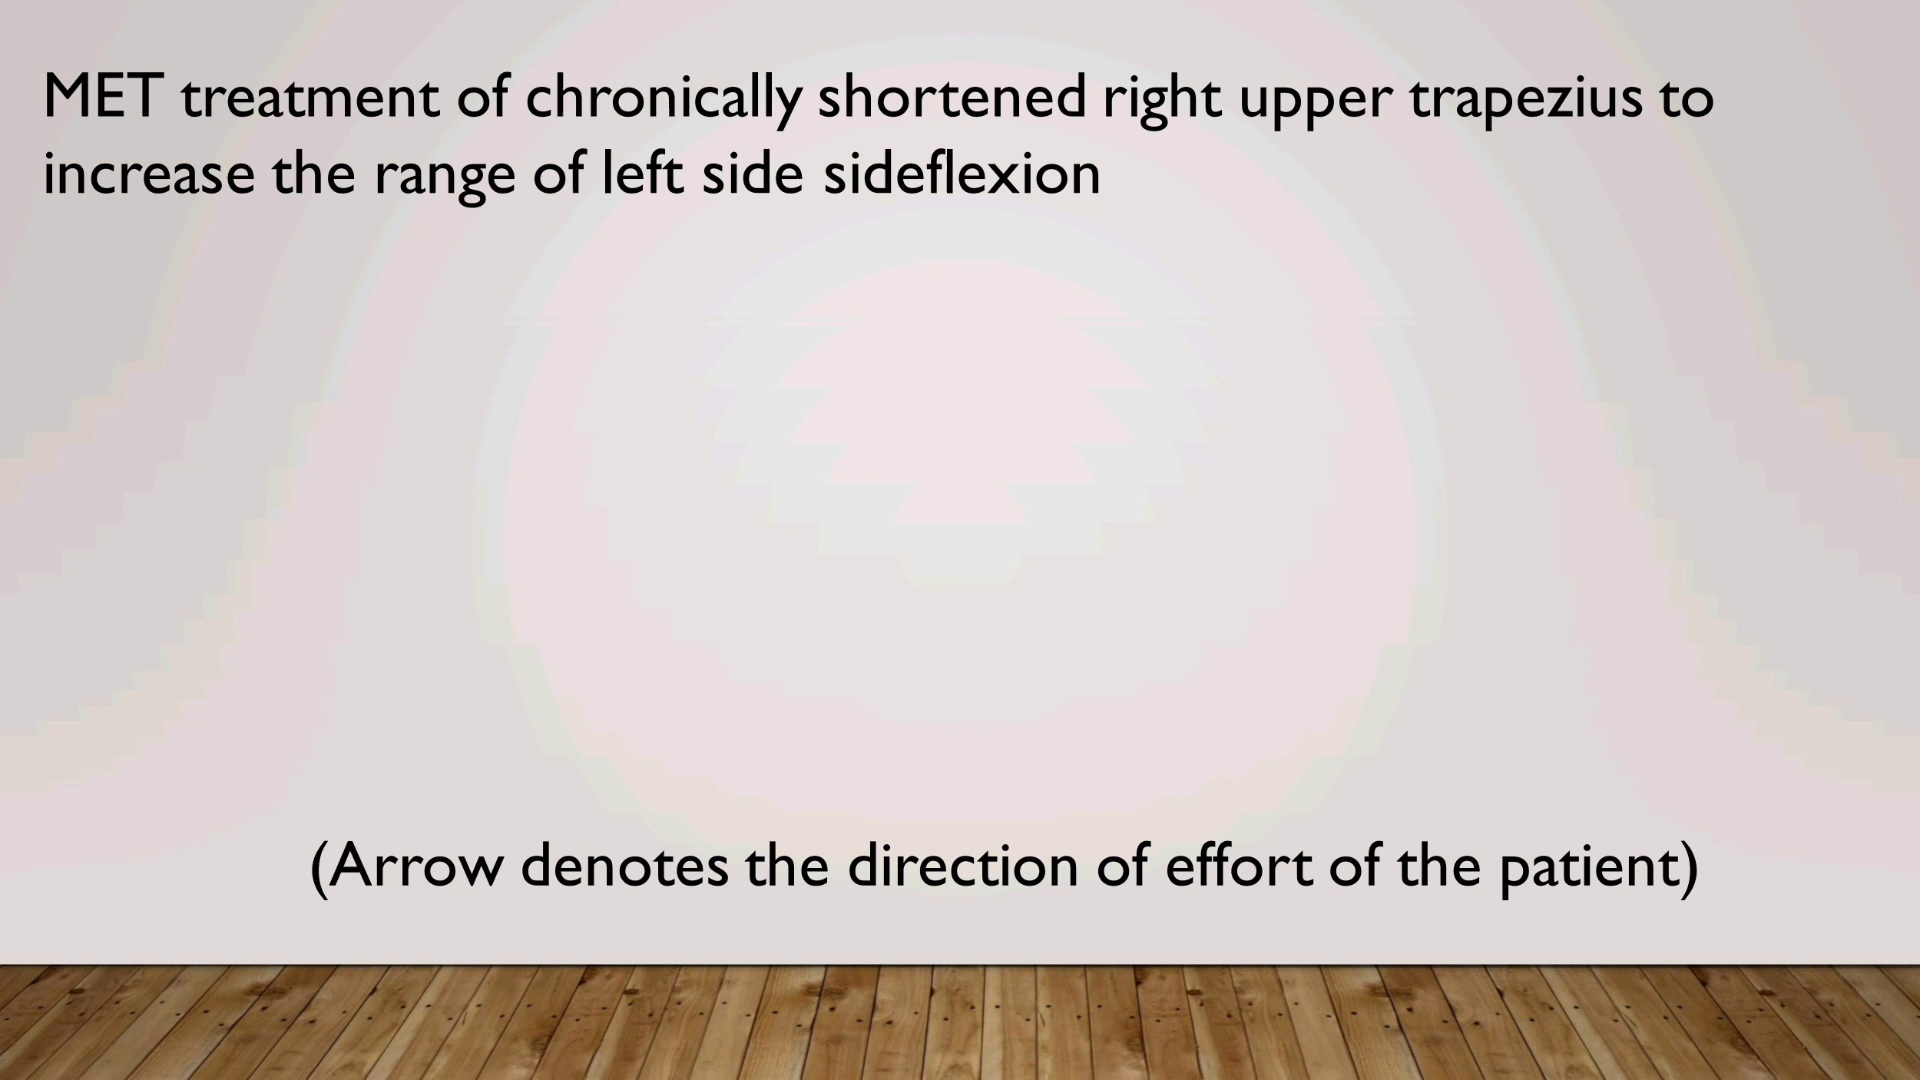 MET treatment of chronically shortened right upper trapezius to
increase the range of left side sideflexion
(Arrow denotes the direction of effort of the patient)